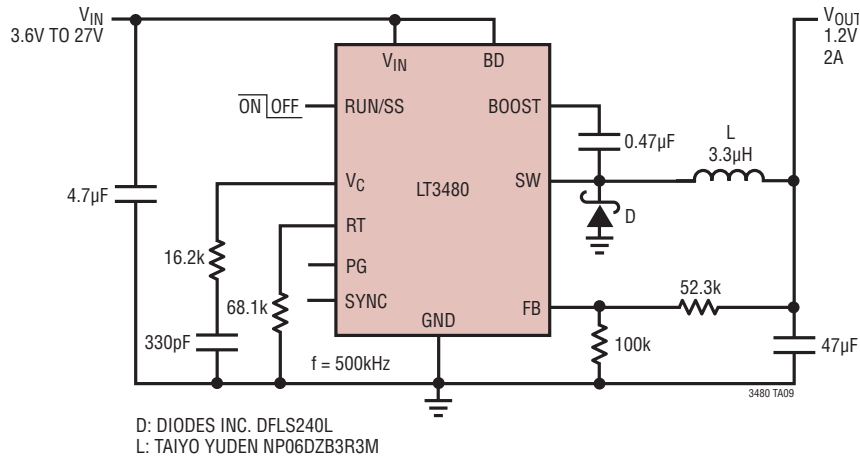 VIN
3.6V TO 27V
VOUT
1.2V
2A
VIN
BD
ON OFF
RUN/SS
BOOST
0.47µF
L
3.3µH
4.7µF
VC
LT3480
SW
D
RT
16.2k
PG
68.1k
SYNC
FB
52.3k
GND
330pF
f = 500kHz
100k
47µF
3480 TA09
D: DIODES INC. DFLS240L
L: TAIYO YUDEN NP06DZB3R3M